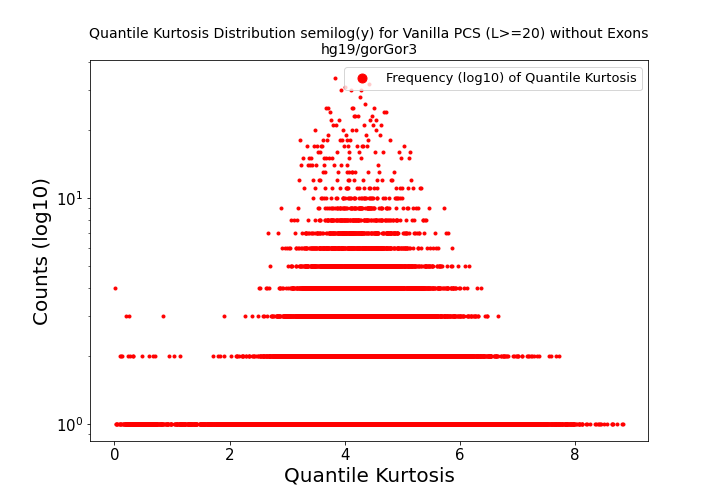 Quantile Kurtosis Distribution semilog(y) for Vanilla PCS (L>=20) without Exons
hg19/gorGor3
Frequency (log10) of Quantile Kurtosis
Counts (log10)
10¹
10⁰
0 2 4 6 8
Quantile Kurtosis